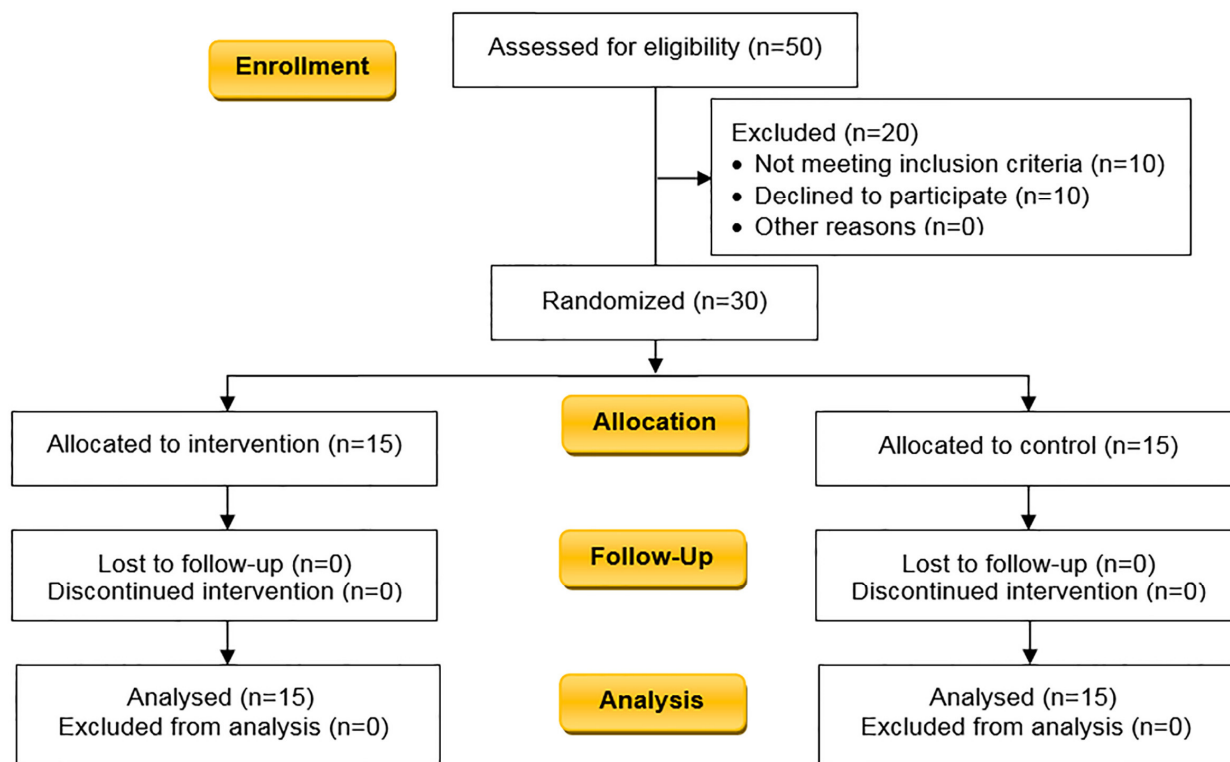 Assessed for eligibility (n=50)
Enrollment
Excluded (n=20)
• Not meeting inclusion criteria (n=10)
• Declined to participate (n=10)
• Other reasons (n=0)
Randomized (n=30)
Allocation
Allocated to intervention (n=15)
Allocated to control (n=15)
Lost to follow-up (n=0)
Discontinued intervention (n=0)
Follow-Up
Lost to follow-up (n=0)
Discontinued intervention (n=0)
Analysed (n=15)
Excluded from analysis (n=0)
Analysis
Analysed (n=15)
Excluded from analysis (n=0)